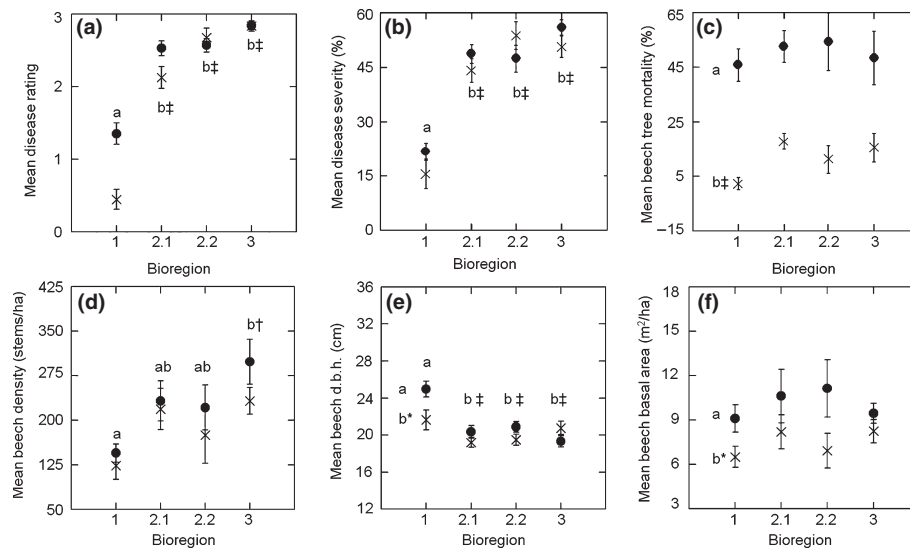 (a)
Mean disease rating
3
2
1
0
a
b‡
b‡
b‡
1 2.1 2.2 3
Bioregion
(b)
Mean disease severity (%)
60
45
30
15
0
a
b‡
b‡
b‡
1 2.1 2.2 3
Bioregion
(c)
Mean beech tree mortality (%)
65
45
25
5
–15
a
b‡
1 2.1 2.2 3
Bioregion
(d)
Mean beech density (stems/ha)
425
350
275
200
125
50
a
ab
ab
b†
1 2.1 2.2 3
Bioregion
(e)
Mean beech d.b.h. (cm)
36
28
24
20
16
12
a
a
b*
b ‡
b ‡
b‡
1 2.1 2.2 3
Bioregion
(f)
Mean beech basal area (m²/ha)
18
15
12
9
6
3
a
b*
1 2.1 2.2 3
Bioregion